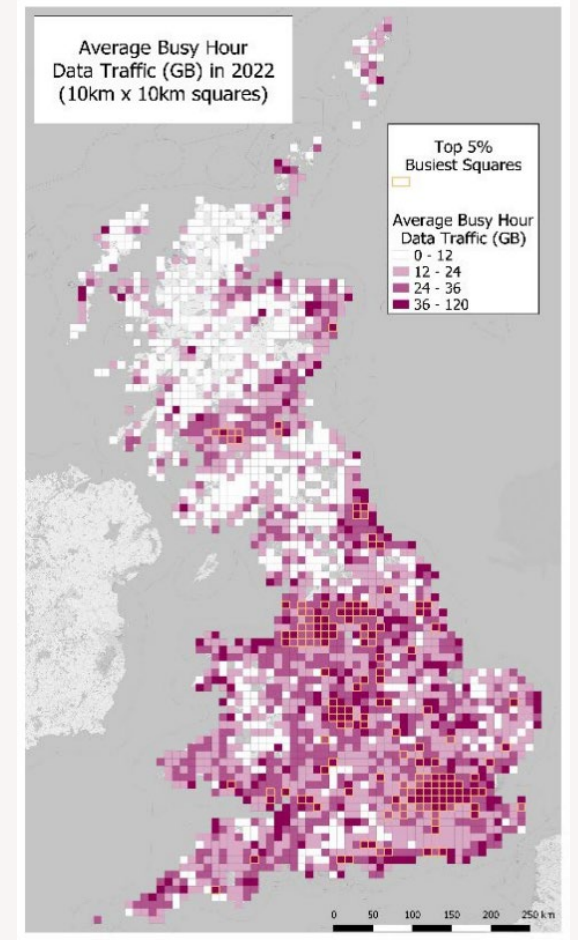 Average Busy Hour
Data Traffic (GB) in 2022
(10km x 10km squares)
Top 5%
Busiest Squares
Average Busy Hour
Data Traffic (GB)
0 - 12
12 - 24
24 - 36
36 - 120
0 50 100 150 200 250 km